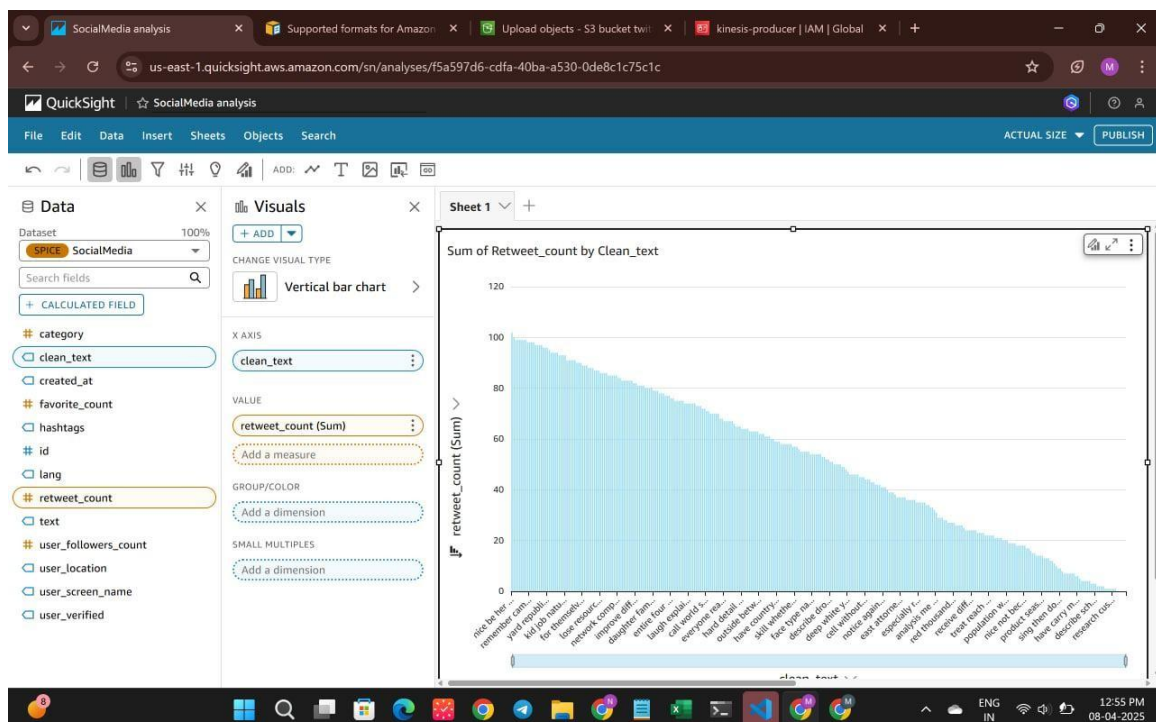 SocialMedia analysis
Supported formats for Amazon
Upload objects - S3 bucket twit
kinesis-producer | IAM | Global
us-east-1.quicksight.aws.amazon.com/sn/analyses/f5a597d6-cdfa-40ba-a530-0de8c1c75c1c
M
QuickSight
SocialMedia analysis
File Edit Data Insert Sheets Objects Search
ACTUAL SIZE
PUBLISH
ADD:
Data
Dataset 100%
SPICE SocialMedia
Search fields
+ CALCULATED FIELD
# category
clean_text
created_at
# favorite_count
hashtags
# id
lang
# retweet_count
text
# user_followers_count
user_location
user_screen_name
user_verified
Visuals
+ ADD
CHANGE VISUAL TYPE
Vertical bar chart
X AXIS
clean_text
VALUE
retweet_count (Sum)
Add a measure
GROUP/COLOR
Add a dimension
SMALL MULTIPLES
Add a dimension
Sheet 1
Sum of Retweet_count by Clean_text
retweet_count (Sum)
120
100
80
60
40
20
0
nice be her...
remember cam...
yard republi...
kid job natu...
for themselv...
lose resourc...
network comp...
improve diff...
daughter fam...
entire four...
laugh explai...
call world s...
everyone rea...
hard detail...
outside betw...
have country...
skill whethe...
face type na...
describe dro...
deep white y...
cell without...
notice again...
east attorne...
especially r...
analysis me...
red thousand...
receive diff...
treat reach...
population w...
nice not bec...
product seas...
sing then do...
have carry m...
describe sch...
research cus...
clean_text
8
ENG
IN
12:55 PM
08-04-2025